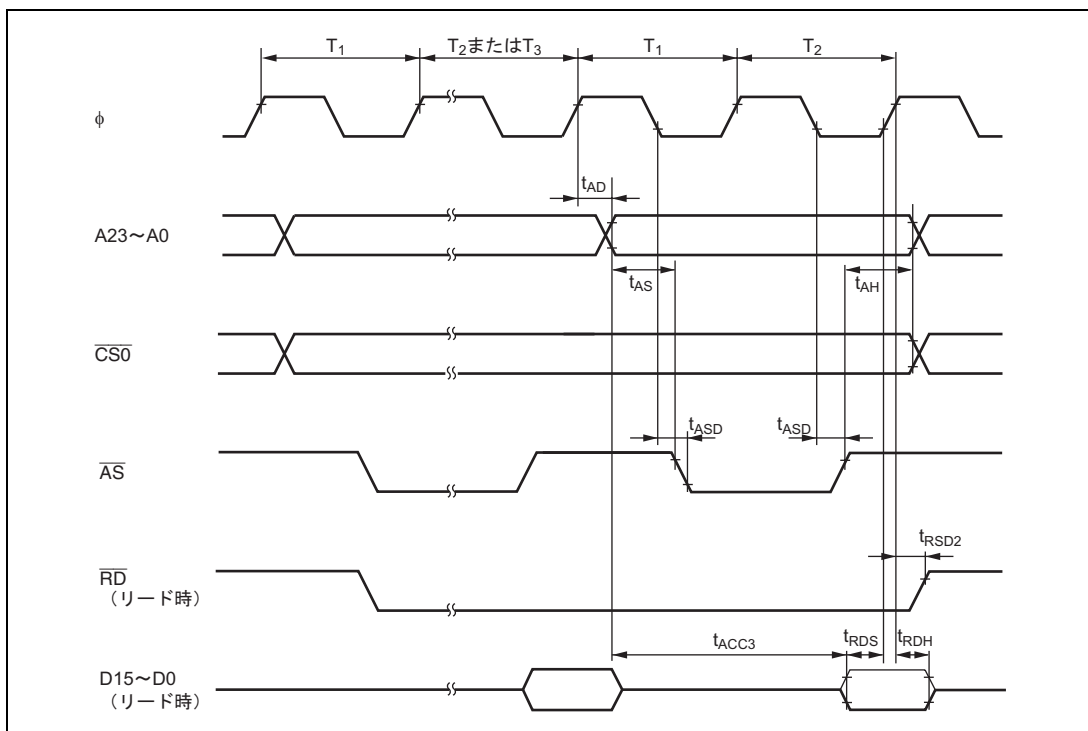 T1 T2またはT3 T1 T2
φ
tAD
A23～A0
tAS tAH
CS0
tASD tASD
AS
tRSD2
RD
（リード時）
tACC3 tRDS tRDH
D15～D0
（リード時）